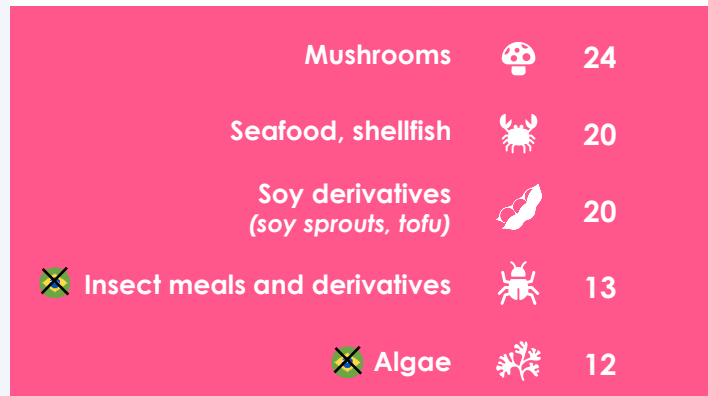 Mushrooms 24
Seafood, shellfish 20
Soy derivatives
(soy sprouts, tofu) 20
Insect meals and derivatives 13
Algae 12